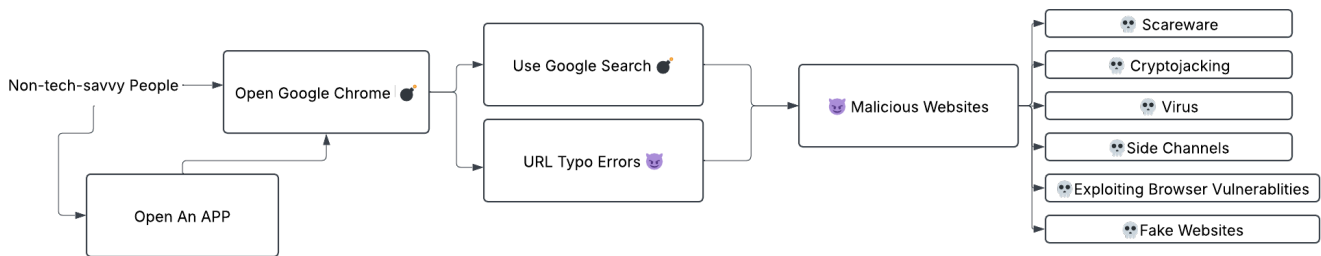 Non-tech-savvy People
Open Google Chrome 💣
Open An APP
Use Google Search 💣
URL Typo Errors 😈
😈 Malicious Websites
💀 Scareware
💀 Cryptojacking
💀 Virus
💀Side Channels
💀Exploiting Browser Vulnerablities
💀Fake Websites